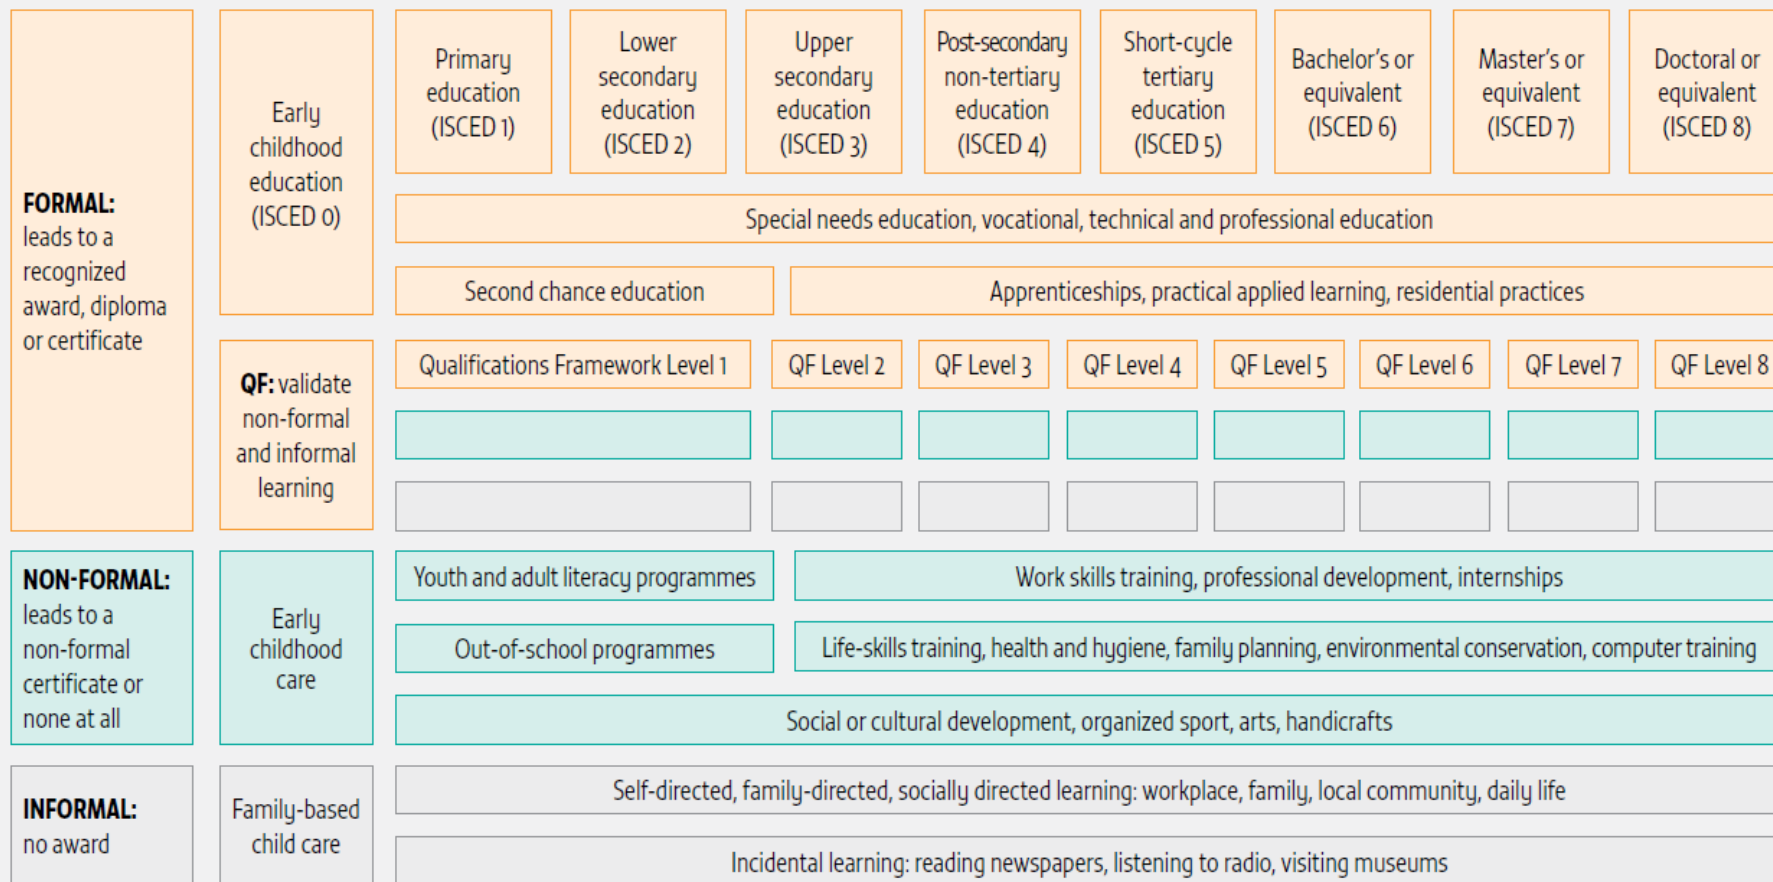 FORMAL:
leads to a
recognized
award, diploma
or certificate
Early
childhood
education
(ISCED 0)
Primary
education
(ISCED 1)
Lower
secondary
education
(ISCED 2)
Upper
secondary
education
(ISCED 3)
Post-secondary
non-tertiary
education
(ISCED 4)
Short-cycle
tertiary
education
(ISCED 5)
Bachelor's or
equivalent
(ISCED 6)
Master's or
equivalent
(ISCED 7)
Doctoral or
equivalent
(ISCED 8)
Special needs education, vocational, technical and professional education
Second chance education
Apprenticeships, practical applied learning, residential practices
QF: validate
non-formal
and informal
learning
Qualifications Framework Level 1
QF Level 2
QF Level 3
QF Level 4
QF Level 5
QF Level 6
QF Level 7
QF Level 8
NON-FORMAL:
leads to a
non-formal
certificate or
none at all
Early
childhood
care
Youth and adult literacy programmes
Work skills training, professional development, internships
Out-of-school programmes
Life-skills training, health and hygiene, family planning, environmental conservation, computer training
Social or cultural development, organized sport, arts, handicrafts
INFORMAL:
no award
Family-based
child care
Self-directed, family-directed, socially directed learning: workplace, family, local community, daily life
Incidental learning: reading newspapers, listening to radio, visiting museums